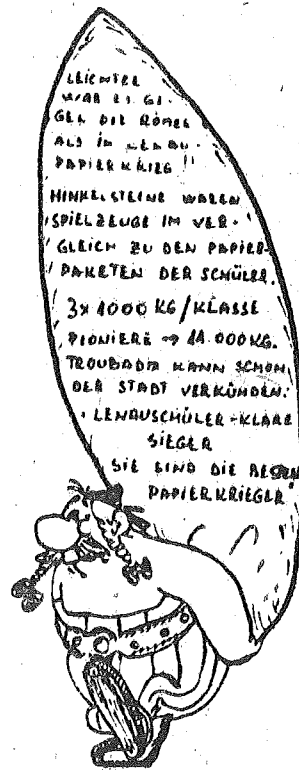 LEICHTER
WAR ES GE-
GEN DIE RÖMER
ALS IM LENAU-
PAPIERKRIEG!
HINKELSTEINE WAREN
SPIELZEUGE IM VER-
GLEICH ZU DEN PAPIER-
PAKETEN DER SCHÜLER.
3x 1000 KG/KLASSE
PIONIERE → 11.000KG.
TROUBADIX KANN SCHON
DER STADT VERKÜNDEN:
LENAUSCHÜLER-KLARE
SIEGER
SIE SIND DIE BESTEN
PAPIERKRIEGER